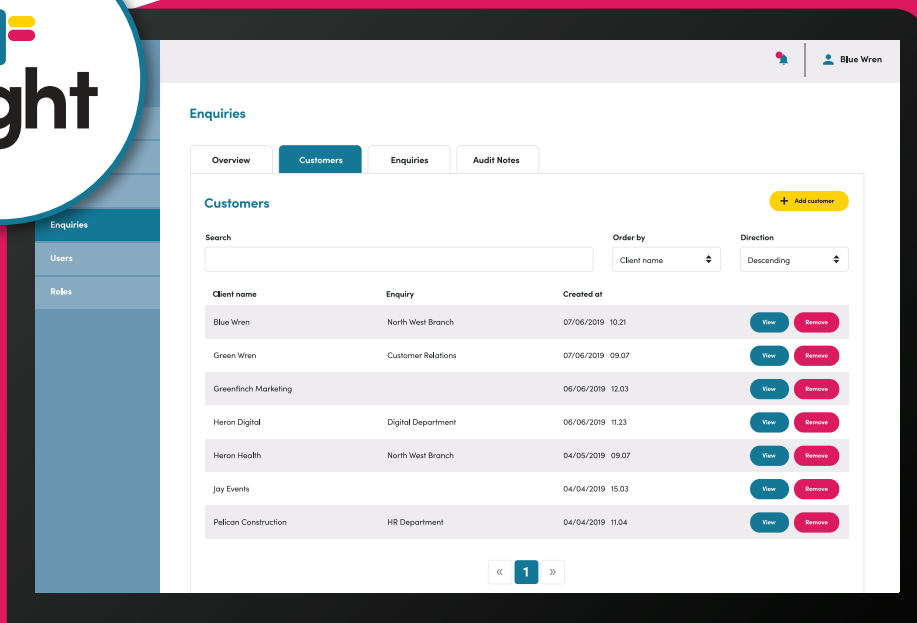 ght
Blue Wren
Enquiries
Overview Customers Enquiries Audit Notes
Enquiries
Users
Roles
Customers
+ Add customer
Search Order by Direction
Client name Descending
Client name Enquiry Created at
Blue Wren North West Branch 07/06/2019 10.21 View Remove
Green Wren Customer Relations 07/06/2019 09.07 View Remove
Greenfinch Marketing 06/06/2019 12.03 View Remove
Heron Digital Digital Department 06/06/2019 11.23 View Remove
Heron Health North West Branch 04/05/2019 09.07 View Remove
Jay Events 04/04/2019 15.03 View Remove
Pelican Construction HR Department 04/04/2019 11.04 View Remove
« 1 »